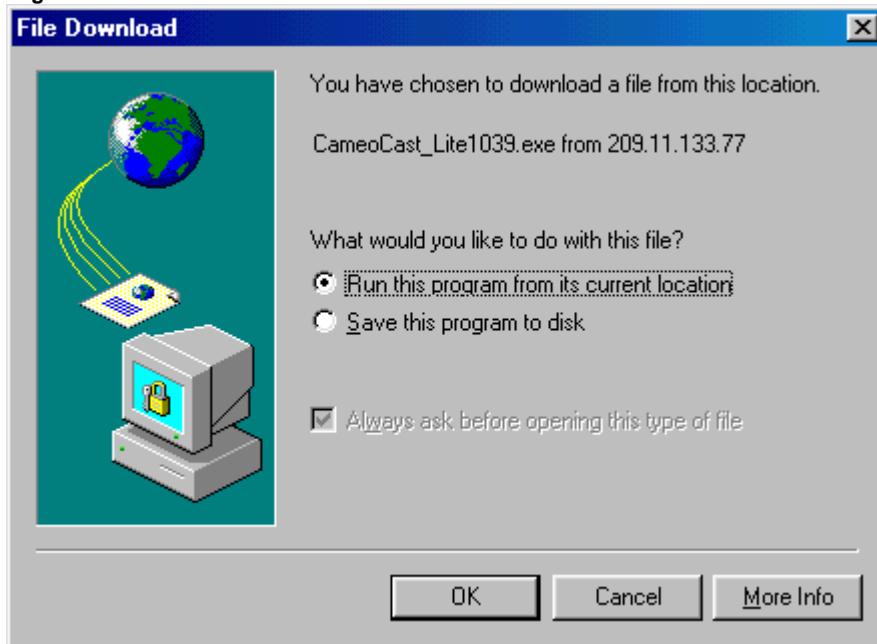 File Download
You have chosen to download a file from this location.
CameoCast_Lite1039.exe from 209.11.133.77
What would you like to do with this file?
Run this program from its current location
Save this program to disk
Always ask before opening this type of file
OK Cancel More Info